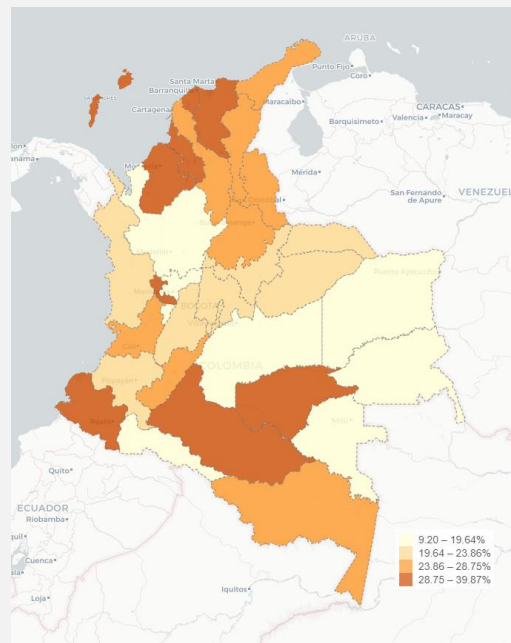 ARUBA
Punto Fijo
Coro
Santa Marta
Barranquil
Cartagena
Maracaibo
CARACAS
Valencia
Maracay
Barquisimeto
Mérida
San Fernando
de Apure
VENEZUEL
Puerto Ayacucho
BOGOTÁ
COLOMBIA
Cali
Popayán
Pasto
Mitú
Quito
ECUADOR
Riobamba
Cuenca
Loja
Iquitos
9.20 – 19.64%
19.64 – 23.86%
23.86 – 28.75%
28.75 – 39.87%